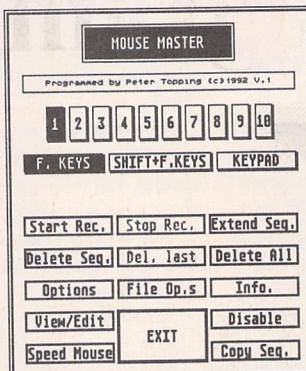 MOUSE MASTER
Programmed by Peter Topping (c)1992 V.1
1 2 3 4 5 6 7 8 9 10
F. KEYS SHIFT+F.KEYS KEYPAD
Start Rec. Stop Rec. Extend Seq.
Delete Seq. Del. last Delete All
Options File Op.s Info.
View/Edit EXIT Disable
Speed Mouse Copy Seq.